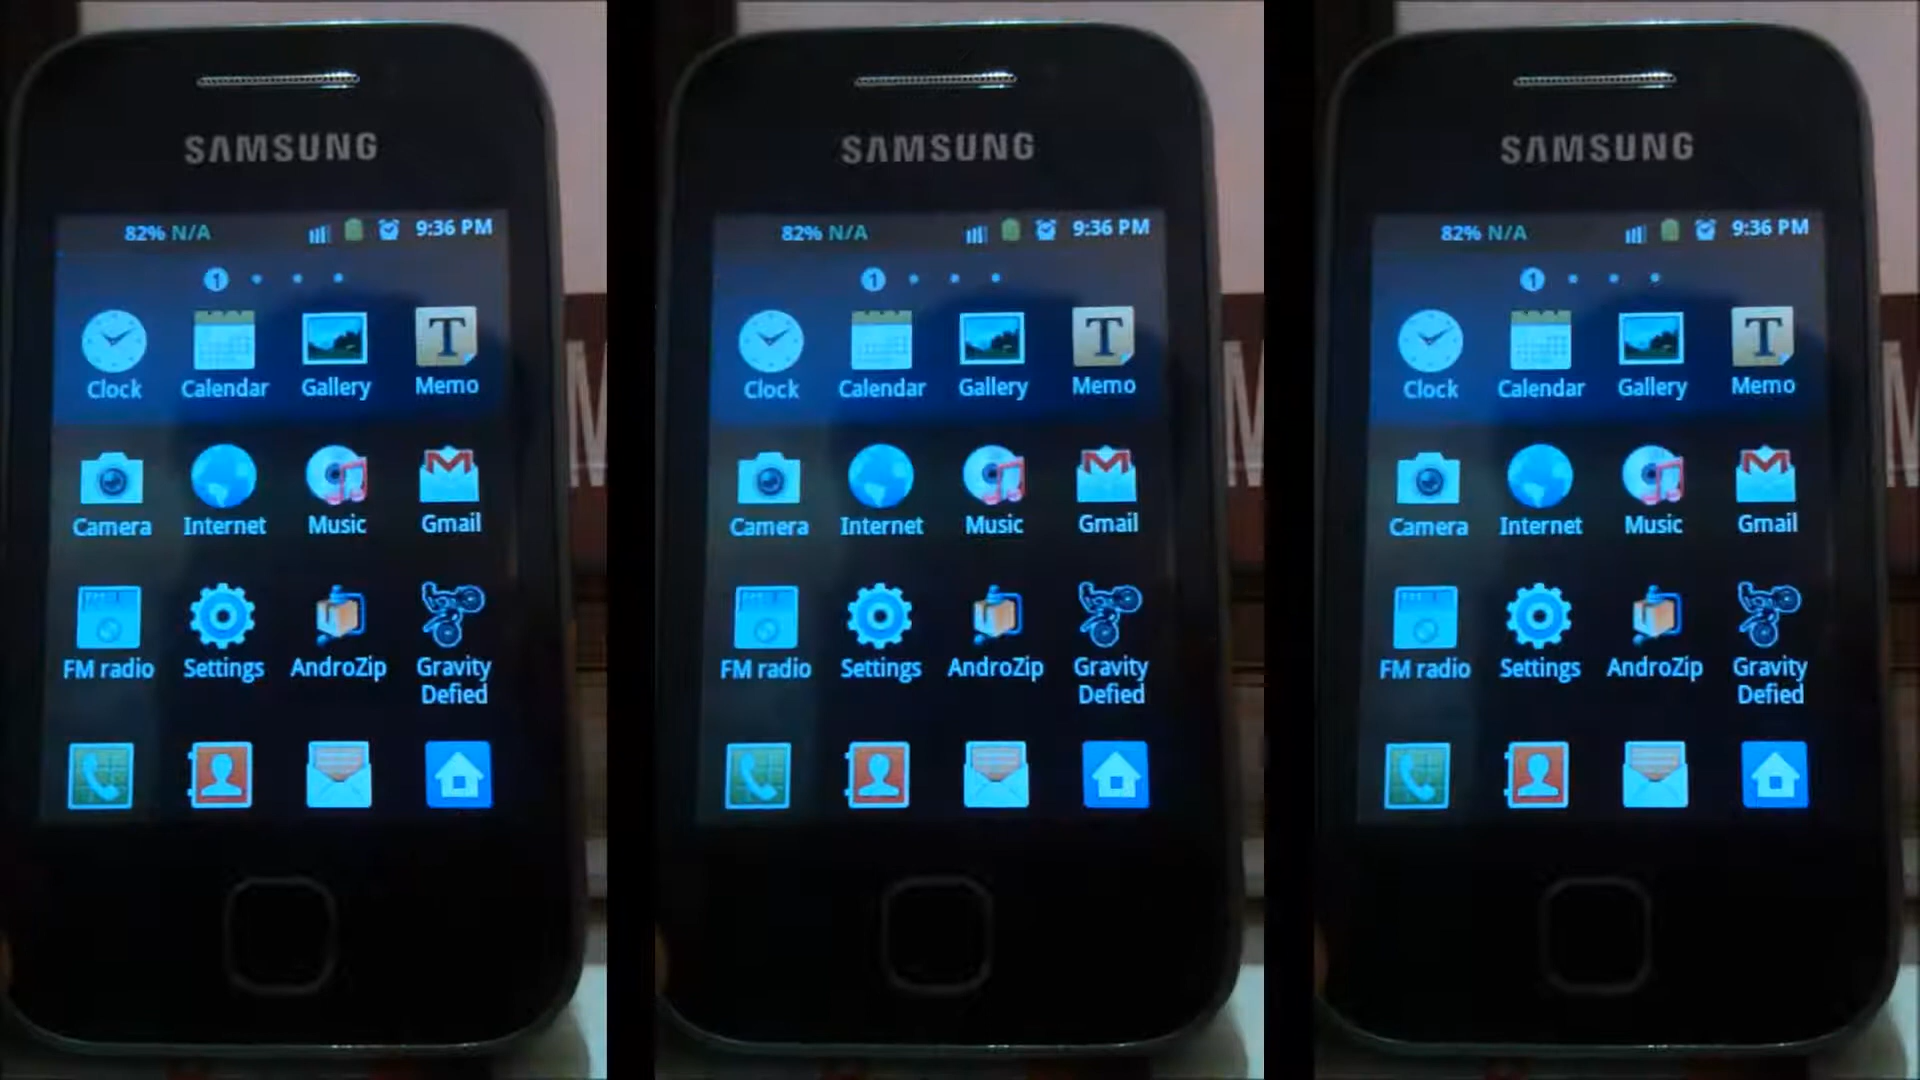 SAMSUNG
82% N/A 9:36 PM
1
Clock Calendar Gallery Memo
T
Camera Internet Music Gmail
FM radio Settings AndroZip Gravity Defied
SAMSUNG
82% N/A 9:36 PM
1
Clock Calendar Gallery Memo
T
Camera Internet Music Gmail
FM radio Settings AndroZip Gravity Defied
SAMSUNG
82% N/A 9:36 PM
1
Clock Calendar Gallery Memo
T
Camera Internet Music Gmail
FM radio Settings AndroZip Gravity Defied